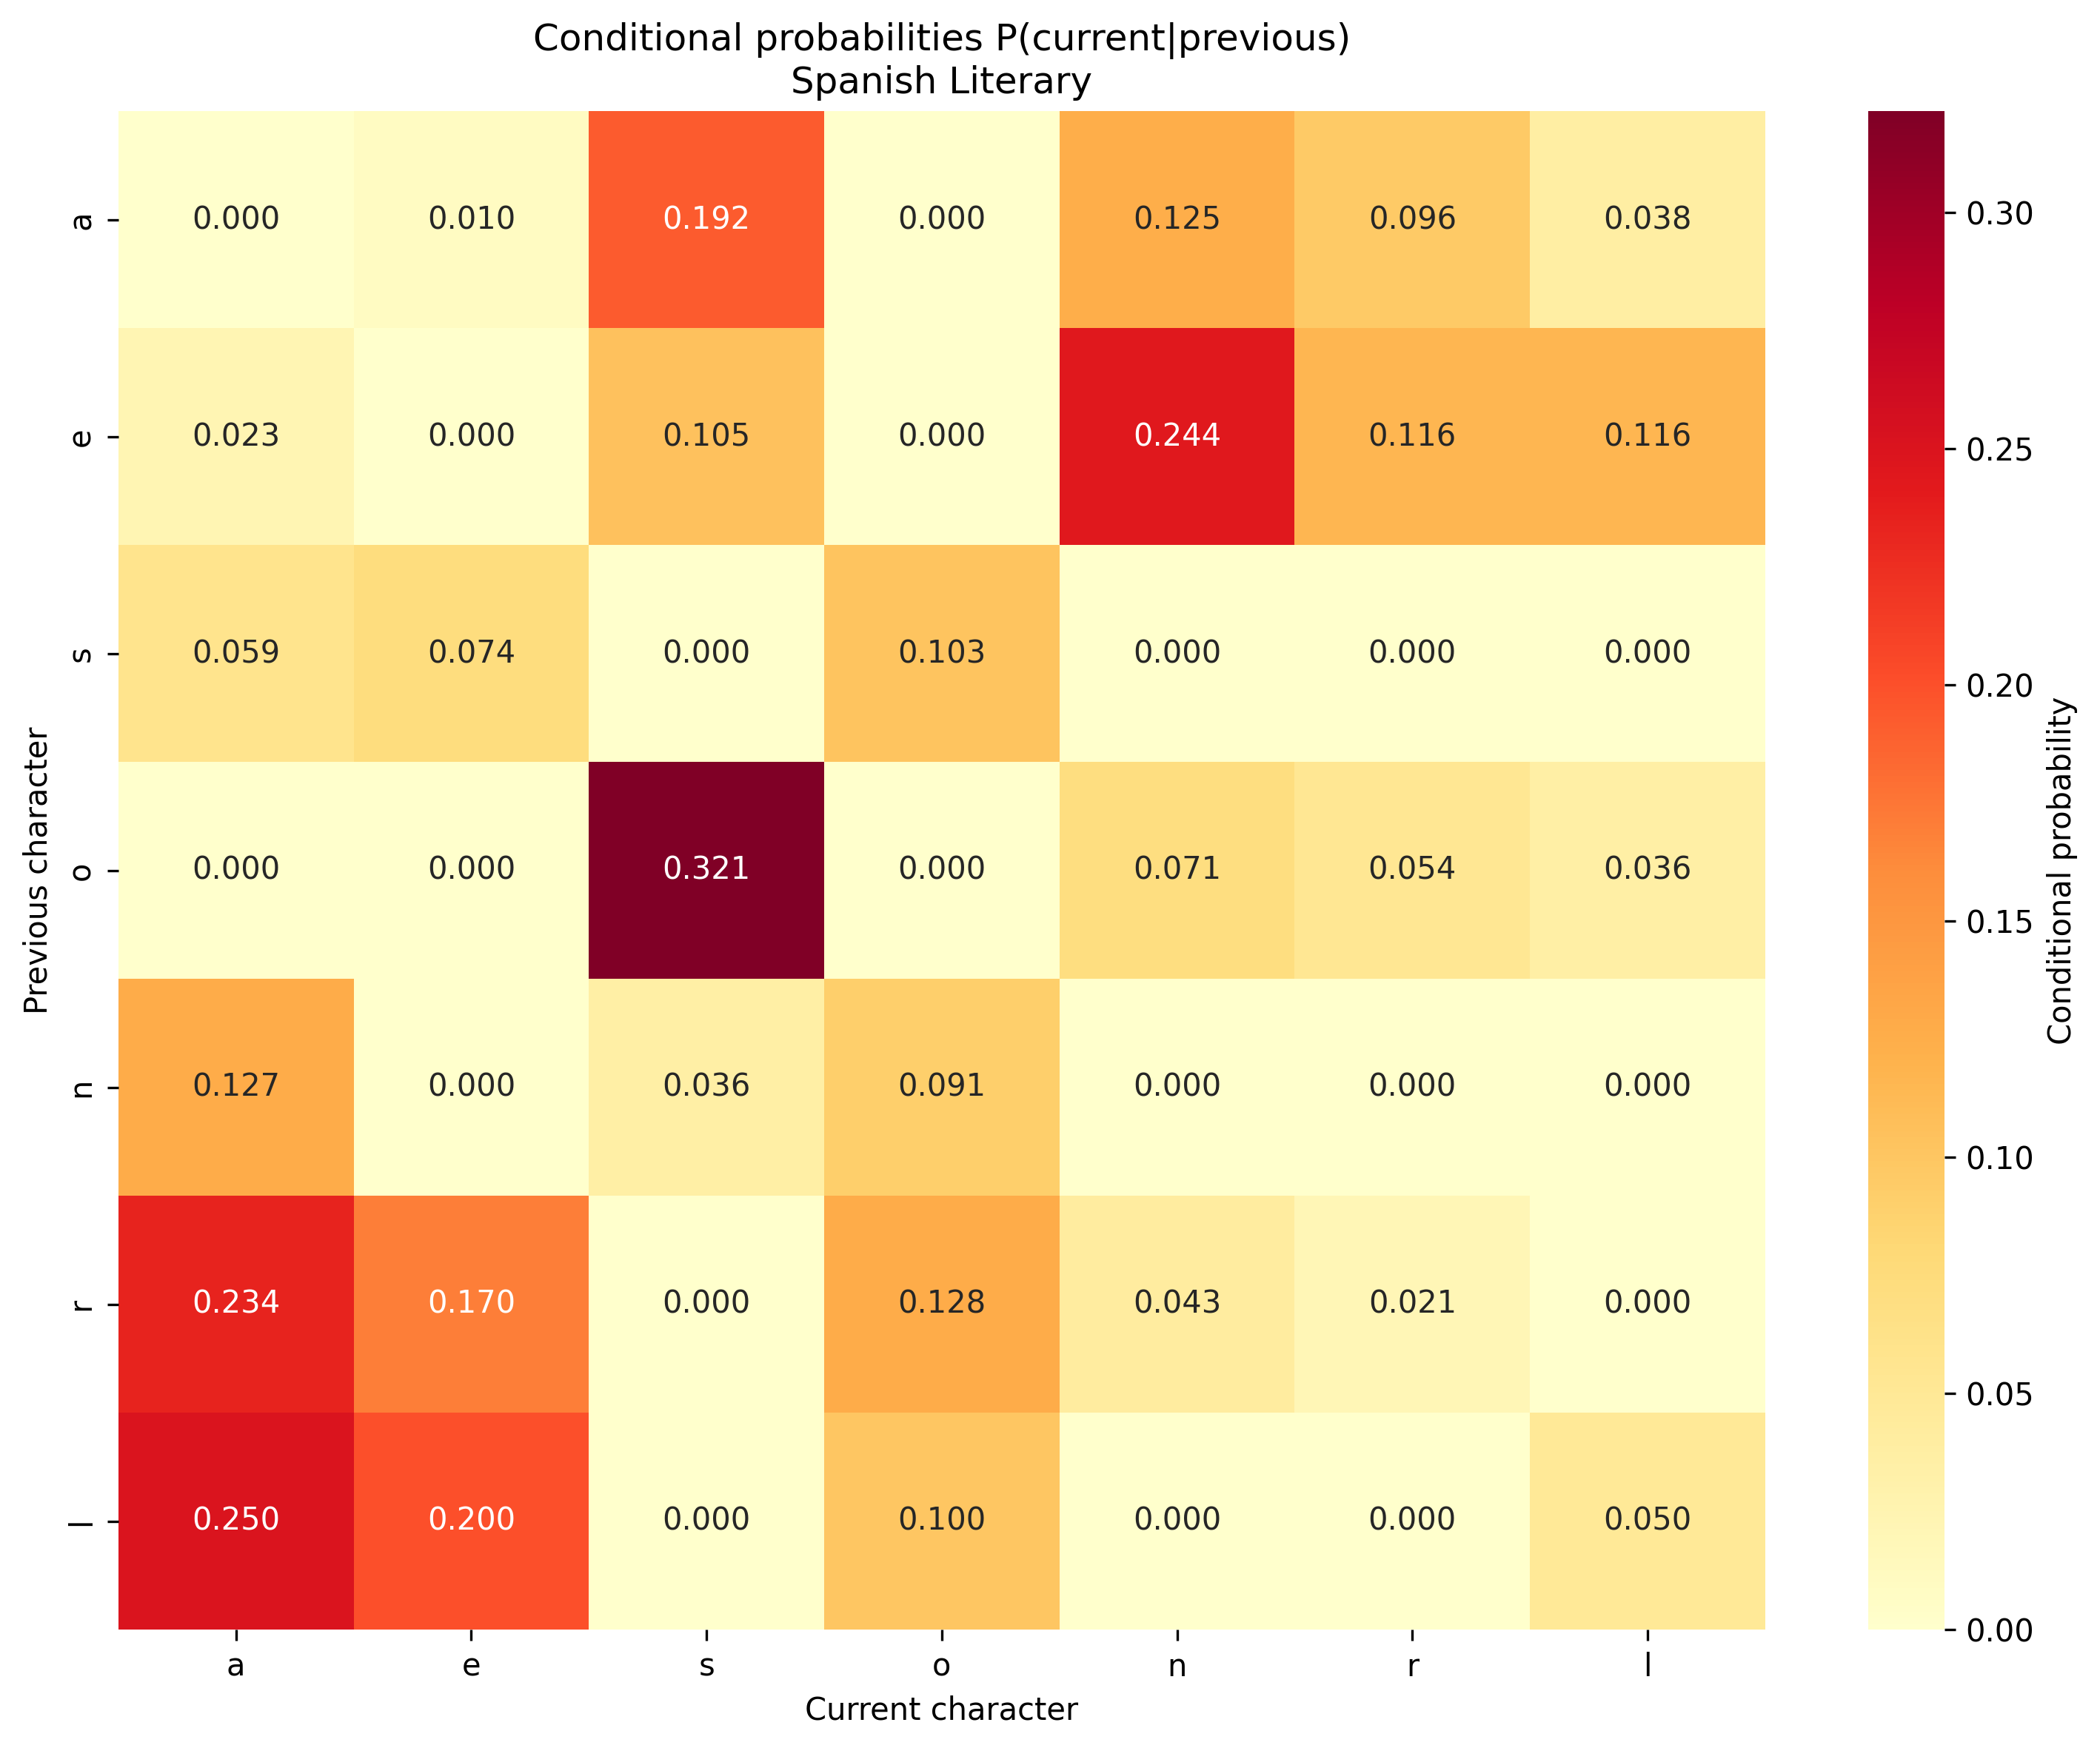 Conditional probabilities P(current|previous)
Spanish Literary
a 0.000 0.010 0.192 0.000 0.125 0.096 0.038
e 0.023 0.000 0.105 0.000 0.244 0.116 0.116
s 0.059 0.074 0.000 0.103 0.000 0.000 0.000
o 0.000 0.000 0.321 0.000 0.071 0.054 0.036
n 0.127 0.000 0.036 0.091 0.000 0.000 0.000
r 0.234 0.170 0.000 0.128 0.043 0.021 0.000
l 0.250 0.200 0.000 0.100 0.000 0.000 0.050
a e s o n r l
Current character
Previous character
0.30
0.25
0.20
0.15
0.10
0.05
0.00
Conditional probability